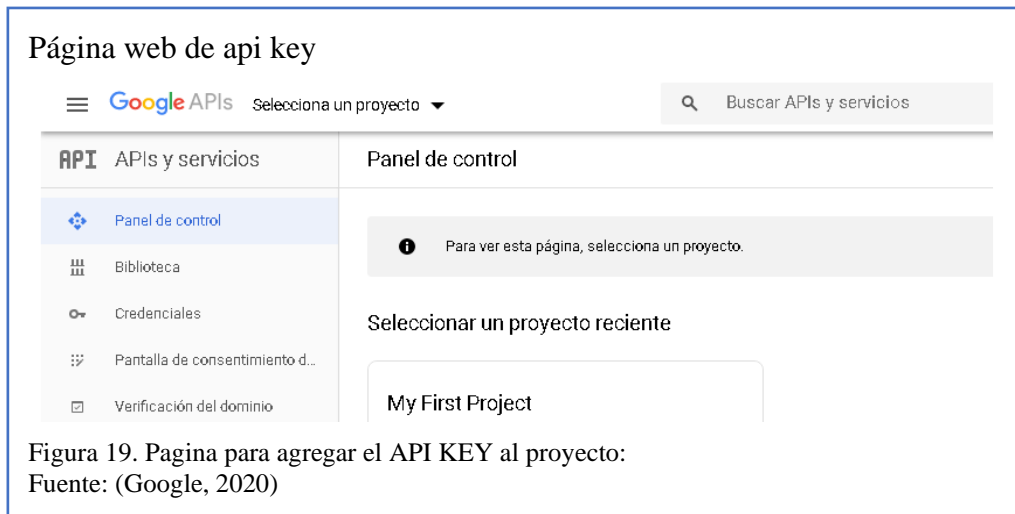 Página web de api key
Google APIs Selecciona un proyecto Buscar APIs y servicios
API APIs y servicios Panel de control
Panel de control
Para ver esta página, selecciona un proyecto.
Biblioteca
Credenciales
Seleccionar un proyecto reciente
Pantalla de consentimiento d...
My First Project
Verificación del dominio
Figura 19. Pagina para agregar el API KEY al proyecto:
Fuente: (Google, 2020)